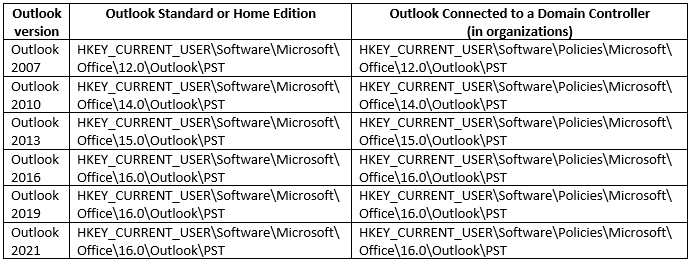 Outlook version | Outlook Standard or Home Edition | Outlook Connected to a Domain Controller (in organizations)
Outlook 2007 | HKEY_CURRENT_USER\Software\Microsoft\Office\12.0\Outlook\PST | HKEY_CURRENT_USER\Software\Policies\Microsoft\Office\12.0\Outlook\PST
Outlook 2010 | HKEY_CURRENT_USER\Software\Microsoft\Office\14.0\Outlook\PST | HKEY_CURRENT_USER\Software\Policies\Microsoft\Office\14.0\Outlook\PST
Outlook 2013 | HKEY_CURRENT_USER\Software\Microsoft\Office\15.0\Outlook\PST | HKEY_CURRENT_USER\Software\Policies\Microsoft\Office\15.0\Outlook\PST
Outlook 2016 | HKEY_CURRENT_USER\Software\Microsoft\Office\16.0\Outlook\PST | HKEY_CURRENT_USER\Software\Policies\Microsoft\Office\16.0\Outlook\PST
Outlook 2019 | HKEY_CURRENT_USER\Software\Microsoft\Office\16.0\Outlook\PST | HKEY_CURRENT_USER\Software\Policies\Microsoft\Office\16.0\Outlook\PST
Outlook 2021 | HKEY_CURRENT_USER\Software\Microsoft\Office\16.0\Outlook\PST | HKEY_CURRENT_USER\Software\Policies\Microsoft\Office\16.0\Outlook\PST